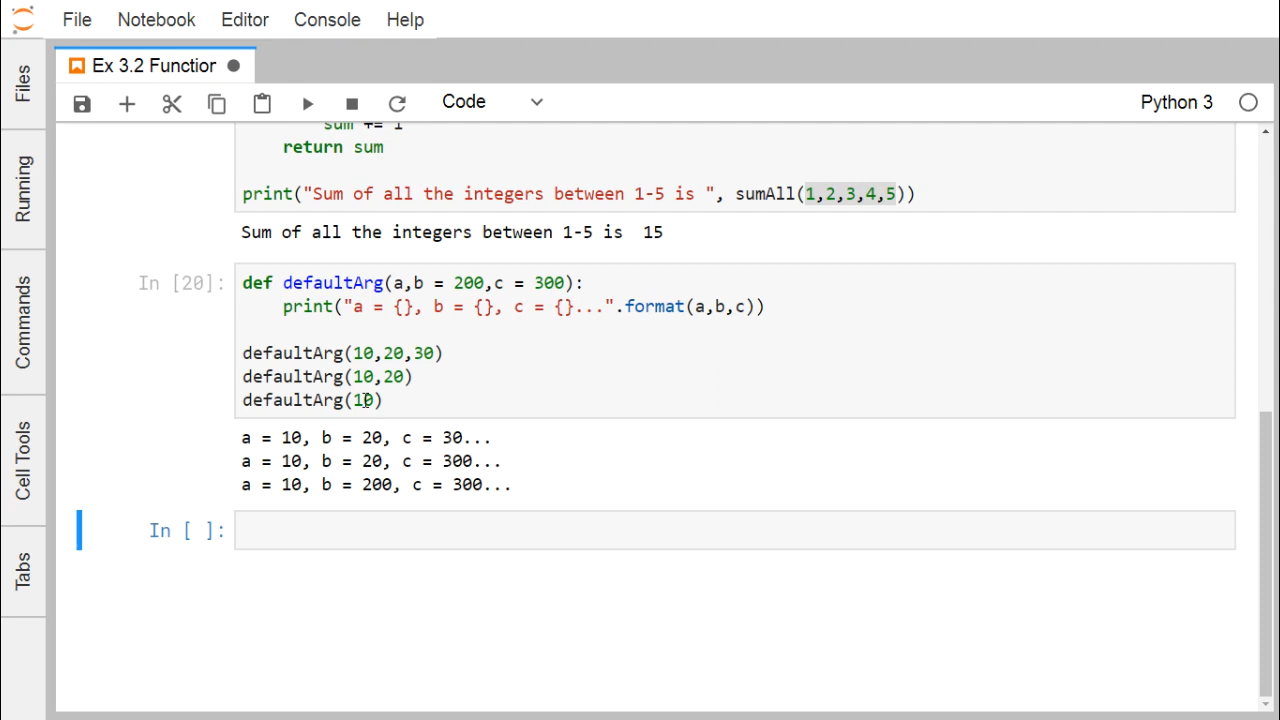 File Notebook Editor Console Help
Ex 3.2 Functior
Code
Python 3
Files
Running
Commands
Cell Tools
Tabs
sum += i
return sum
print("Sum of all the integers between 1-5 is ", sumAll(1,2,3,4,5))
Sum of all the integers between 1-5 is  15
In [20]:
def defaultArg(a,b = 200,c = 300):
print("a = {}, b = {}, c = {}...".format(a,b,c))
defaultArg(10,20,30)
defaultArg(10,20)
defaultArg(10)
a = 10, b = 20, c = 30...
a = 10, b = 20, c = 300...
a = 10, b = 200, c = 300...
In [ ]: